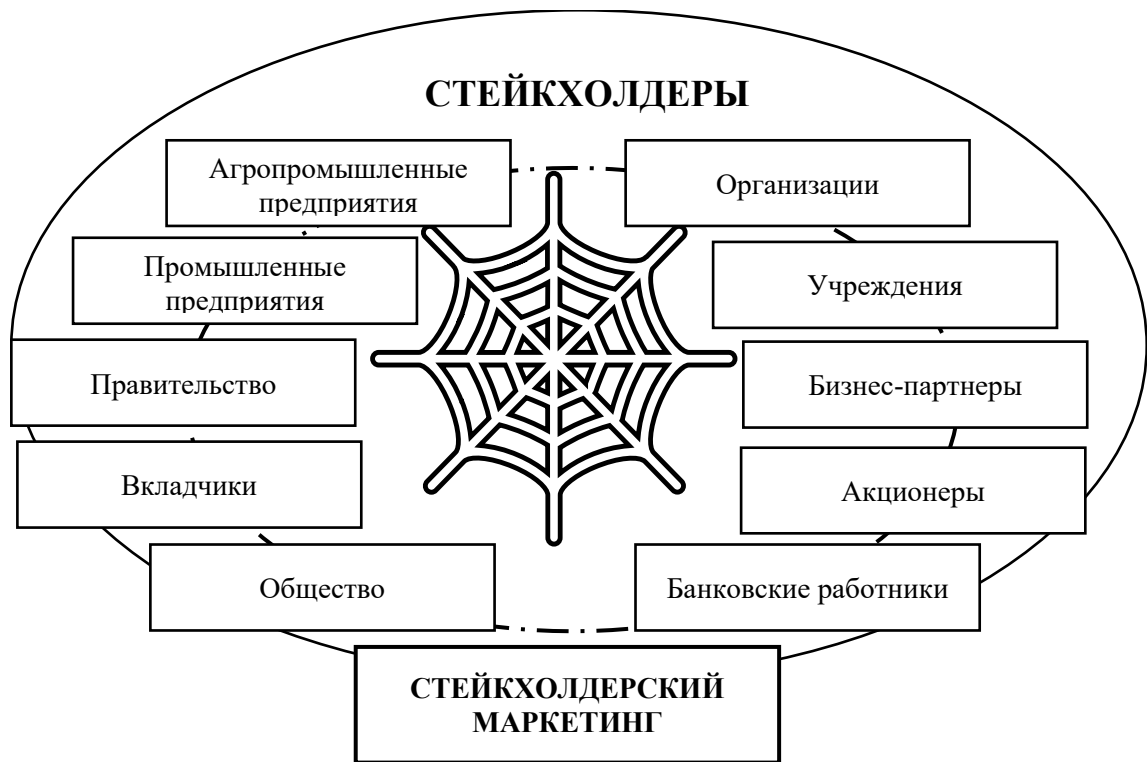 СТЕЙКХОЛДЕРЫ
Агропромышленные
предприятия
Организации
Промышленные
предприятия
Учреждения
Правительство
Бизнес-партнеры
Вкладчики
Акционеры
Общество
Банковские работники
СТЕЙКХОЛДЕРСКИЙ
МАРКЕТИНГ